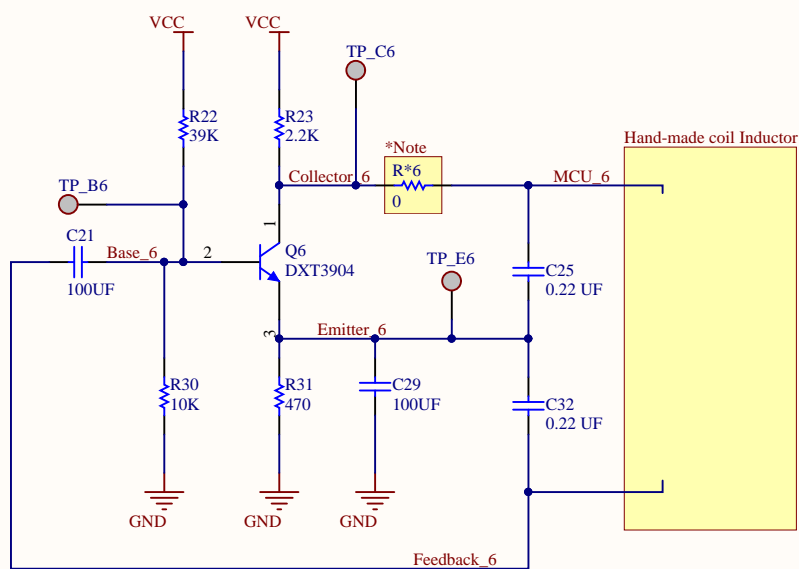 VCC
VCC
TP_C6
R22
39K
R23
2.2K
Hand-made coil Inductor
*Note
R*6
0
Collector_6
MCU_6
TP_B6
1
C21
Base_6
2
Q6
DXT3904
100UF
TP_E6
C25
0.22 UF
3
Emitter_6
R30
10K
R31
470
C29
100UF
C32
0.22 UF
GND
GND
GND
Feedback_6